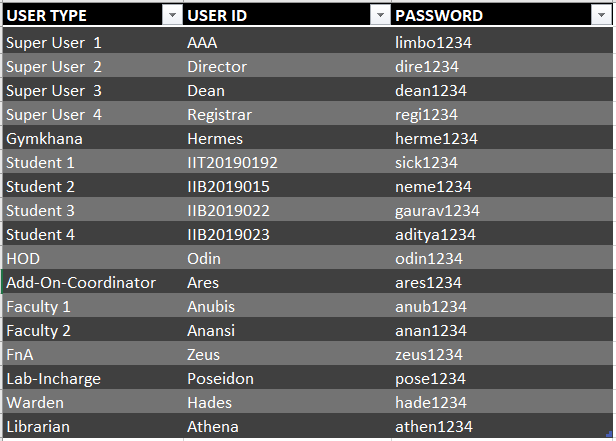 USER TYPE USER ID PASSWORD
Super User 1 AAA limbo1234
Super User 2 Director dire1234
Super User 3 Dean dean1234
Super User 4 Registrar regi1234
Gymkhana Hermes herme1234
Student 1 IIT20190192 sick1234
Student 2 IIB2019015 neme1234
Student 3 IIB2019022 gaurav1234
Student 4 IIB2019023 aditya1234
HOD Odin odin1234
Add-On-Coordinator Ares ares1234
Faculty 1 Anubis anub1234
Faculty 2 Anansi anan1234
FnA Zeus zeus1234
Lab-Incharge Poseidon pose1234
Warden Hades hade1234
Librarian Athena athen1234